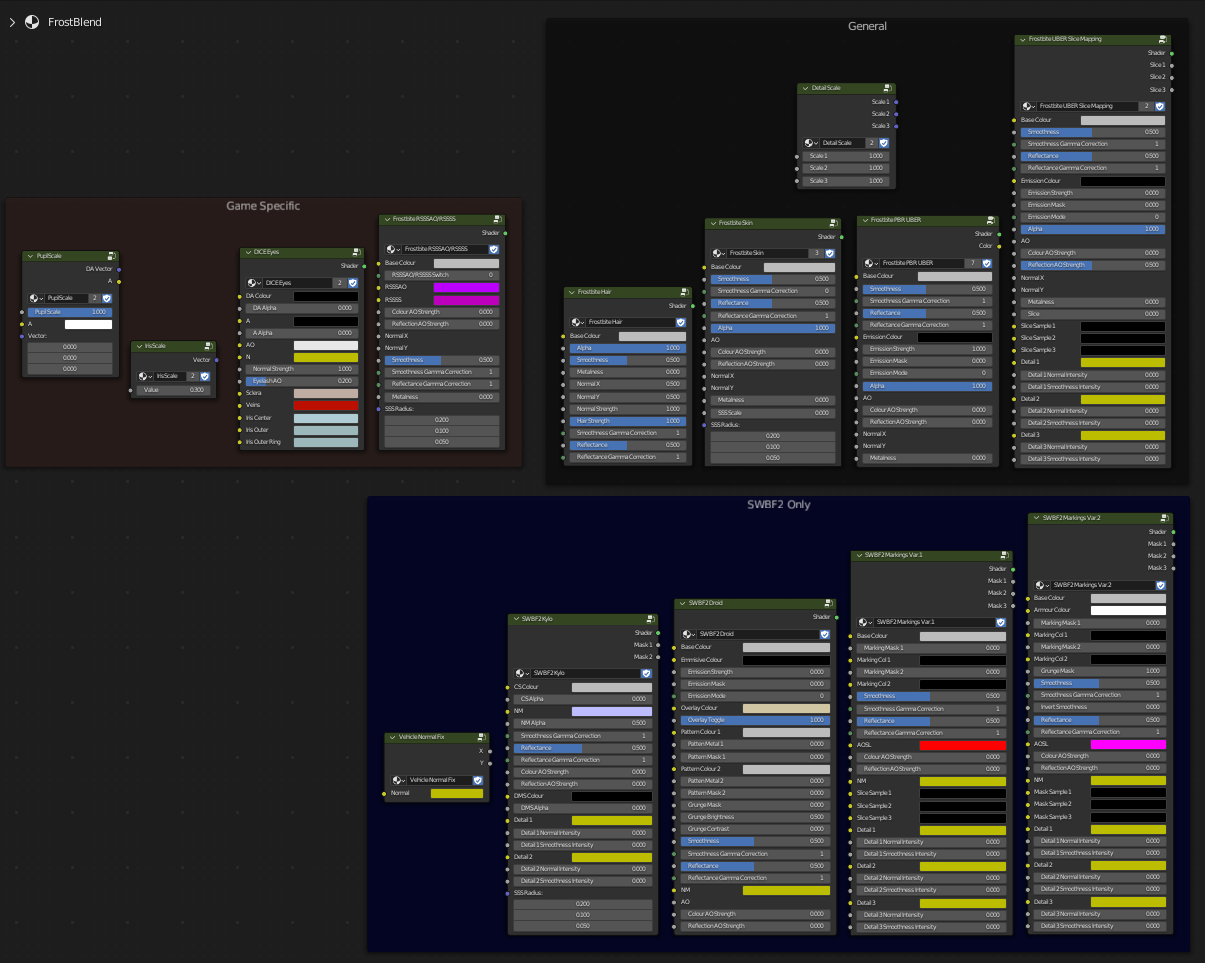 FrostBlend
General
Frostbite UBER Slice Mapping
Shader
Slice 1
Slice 2
Slice 3
Frostbite UBER Slice Mapping 2
Base Colour
Smoothness 0.500
Smoothness Gamma Correction 1
Reflectance 0.500
Reflectance Gamma Correction 1
Emission Colour
Emission Strength 0.000
Emission Mask 0.000
Emission Mode 0
Alpha 1.000
AO
Colour AO Strength 0.000
Reflection AO Strength 0.500
Normal X
Normal Y
Metalness 0.000
Slice 0.000
Slice Sample 1
Slice Sample 2
Slice Sample 3
Detail 1
Detail 1 Normal Intensity 0.000
Detail 1 Smoothness Intensity 0.000
Detail 2
Detail 2 Normal Intensity 0.000
Detail 2 Smoothness Intensity 0.000
Detail 3
Detail 3 Normal Intensity 0.000
Detail 3 Smoothness Intensity 0.000
Detail Scale
Scale 1
Scale 2
Scale 3
Detail Scale 2
Scale 1 1.000
Scale 2 1.000
Scale 3 1.000
Frostbite Hair
Shader
Frostbite Hair
Base Colour
Alpha 1.000
Smoothness 0.500
Metalness 0.000
Normal X 0.500
Normal Y 0.500
Normal Strength 1.000
Hair Strength 1.000
Smoothness Gamma Correction 1
Reflectance 0.500
Reflectance Gamma Correction 1
Frostbite Skin
Shader
Frostbite Skin 3
Base Colour
Smoothness 0.500
Smoothness Gamma Correction 0
Reflectance 0.500
Reflectance Gamma Correction 1
Alpha 1.000
AO
Colour AO Strength 0.000
Reflection AO Strength 0.000
Normal X
Normal Y
Metalness 0.000
SSS Scale 0.000
SSS Radius:
0.200
0.100
0.050
Frostbite PBR UBER
Shader
Color
Frostbite PBR UBER 7
Base Colour
Smoothness 0.500
Smoothness Gamma Correction 1
Reflectance 0.500
Reflectance Gamma Correction 1
Emission Colour
Emission Strength 1.000
Emission Mask 0.000
Emission Mode 0
Alpha 1.000
AO
Colour AO Strength 0.000
Reflection AO Strength 0.000
Normal X
Normal Y
Metalness 0.000
Game Specific
Pupil Scale
DA Vector
A
Pupil Scale 2
Pupil Scale 1.000
A
Vector:
0.000
0.000
0.000
Iris Scale
Vector
Iris Scale 2
Value 0.300
DICE Eyes
Shader
DICE Eyes 2
DA Colour
DA Alpha 0.000
A
A Alpha 0.000
AO
N
Normal Strength 1.000
Eyelash AO 0.200
Sclera
Veins
Iris Center
Iris Outer
Iris Outer Ring
Frostbite RSSSAO/RSSSS
Shader
Frostbite RSSSAO/RSSSS
Base Colour
RSSSAO/RSSSS Switch 0
RSSSAO
RSSSS
Colour AO Strength 0.000
Reflection AO Strength 0.000
Normal X
Normal Y
Smoothness 0.500
Smoothness Gamma Correction 1
Reflectance Gamma Correction 1
Metalness 0.000
SSS Radius:
0.200
0.100
0.050
SWBF2 Only
Vehicle Normal Fix
X
Y
Vehicle Normal Fix
Normal
SWBF2 Kylo
Shader
Mask 1
Mask 2
SWBF2 Kylo
CS Colour
CS Alpha 0.000
NM
NM Alpha 0.500
Smoothness Gamma Correction 1
Reflectance 0.500
Reflectance Gamma Correction 1
Colour AO Strength 0.000
Reflection AO Strength 0.000
DMS Colour
DMS Alpha 0.000
Detail 1
Detail 1 Normal Intensity 0.000
Detail 1 Smoothness Intensity 0.000
Detail 2
Detail 2 Normal Intensity 0.000
Detail 2 Smoothness Intensity 0.000
SSS Radius:
0.200
0.100
0.050
SWBF2 Droid
Shader
SWBF2 Droid
Base Colour
Emmisive Colour
Emission Strength 0.000
Emission Mask 0.000
Emission Mode 0
Overlay Colour
Overlay Toggle 1.000
Pattern Colour 1
Pattern Metal 1 0.000
Pattern Mask 1 0.000
Pattern Colour 2
Pattern Metal 2 0.000
Pattern Mask 2 0.000
Grunge Mask 0.000
Grunge Brightness 0.500
Grunge Contrast 0.000
Smoothness 0.500
Smoothness Gamma Correction 1
Reflectance 0.500
Reflectance Gamma Correction 1
NM
AO
Colour AO Strength 0.000
Reflection AO Strength 0.000
SWBF2 Markings Var.1
Shader
Mask 1
Mask 2
Mask 3
SWBF2 Markings Var.1
Base Colour
Marking Mask 1 0.000
Marking Col 1
Marking Mask 2 0.000
Marking Col 2
Smoothness 0.500
Smoothness Gamma Correction 1
Reflectance 0.500
Reflectance Gamma Correction 1
AOSL
Colour AO Strength 0.000
Reflection AO Strength 0.000
NM
Slice Sample 1
Slice Sample 2
Slice Sample 3
Detail 1
Detail 1 Normal Intensity 0.000
Detail 1 Smoothness Intensity 0.000
Detail 2
Detail 2 Normal Intensity 0.000
Detail 2 Smoothness Intensity 0.000
Detail 3
Detail 3 Normal Intensity 0.000
Detail 3 Smoothness Intensity 0.000
SWBF2 Markings Var.2
Shader
Mask 1
Mask 2
Mask 3
SWBF2 Markings Var.2
Base Colour
Armour Colour
Marking Mask 1 0.000
Marking Col 1
Marking Mask 2 0.000
Marking Col 2
Grunge Mask 1.000
Smoothness 0.500
Smoothness Gamma Correction 1
Invert Smoothness 0.000
Reflectance 0.500
Reflectance Gamma Correction 1
AOSL
Colour AO Strength 0.000
Reflection AO Strength 0.000
NM
Mask Sample 1
Mask Sample 2
Mask Sample 3
Detail 1
Detail 1 Normal Intensity 0.000
Detail 1 Smoothness Intensity 0.000
Detail 2
Detail 2 Normal Intensity 0.000
Detail 2 Smoothness Intensity 0.000
Detail 3
Detail 3 Normal Intensity 0.000
Detail 3 Smoothness Intensity 0.000